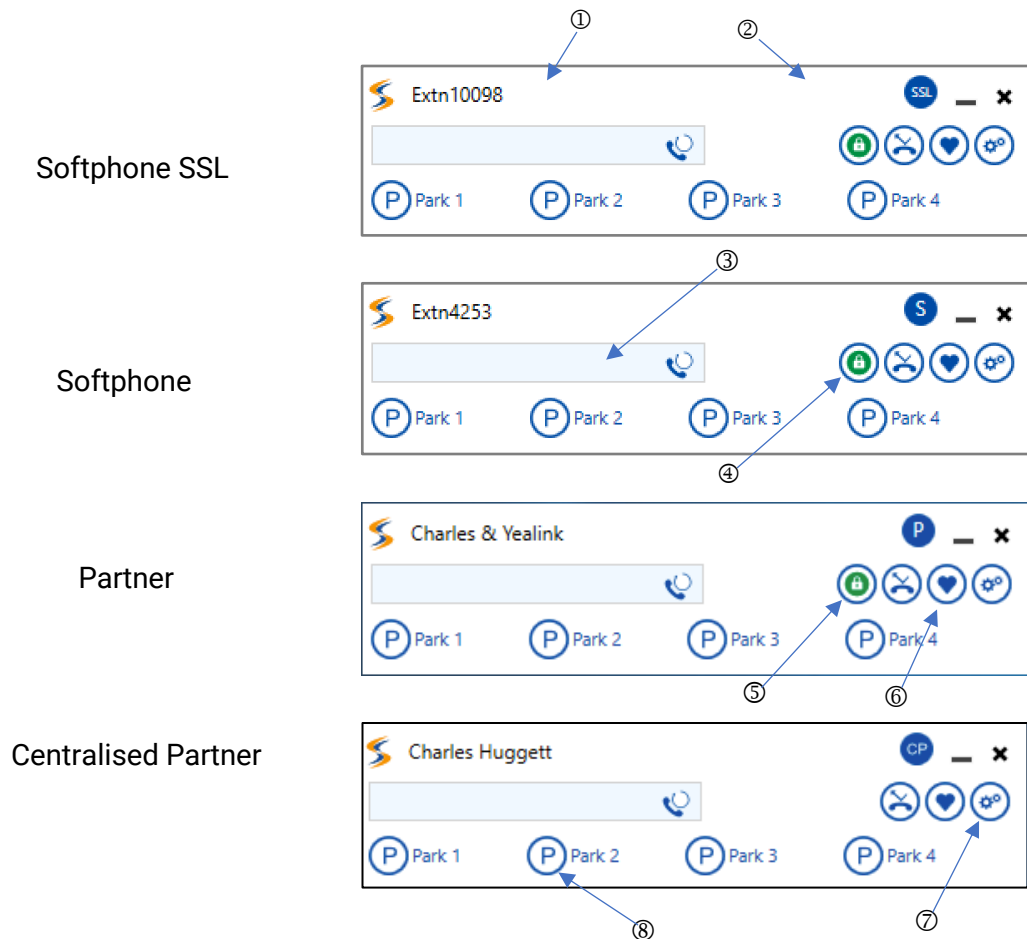 ① ②
Extn10098 SSL
Softphone SSL
P Park 1 P Park 2 P Park 3 P Park 4
③
Extn4253 S
Softphone
P Park 1 P Park 2 P Park 3 P Park 4
④
Charles & Yealink P
Partner
P Park 1 P Park 2 P Park 3 P Park 4
⑤ ⑥
Centralised Partner
Charles Huggett CP
P Park 1 P Park 2 P Park 3 P Park 4
⑧ ⑦